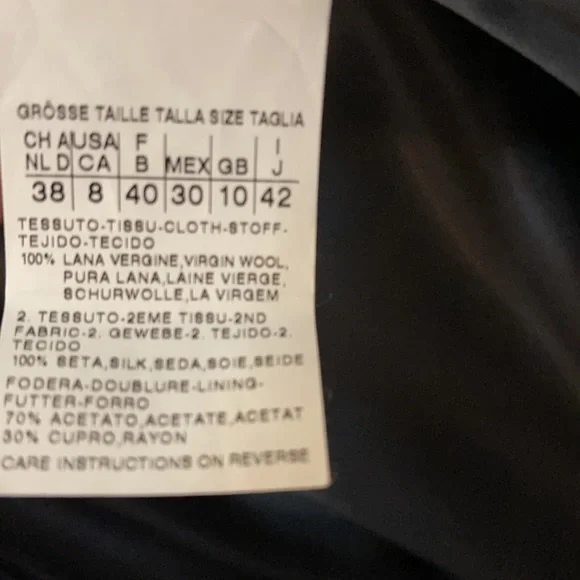 GRÖSSE TAILLE TALLA SIZE TAGLIA
CH A USA F I
NL D CA B MEX GB J
38 8 40 30 10 42
TESSUTO-TISSU-CLOTH-STOFF-
TEJIDO-TECIDO
100% LANA VERGINE,VIRGIN WOOL,
PURA LANA,LAINE VIERGE,
SCHURWOLLE,LA VIRGEM
2. TESSUTO-2EME TISSU-2ND
FABRIC-2. GEWEBE-2. TEJIDO-2.
TECIDO
100% SETA,SILK,SEDA,SOIE,SEIDE
FODERA-DOUBLURE-LINING-
FUTTER-FORRO
70% ACETATO,ACETATE,ACETAT
30% CUPRO,RAYON
CARE INSTRUCTIONS ON REVERSE